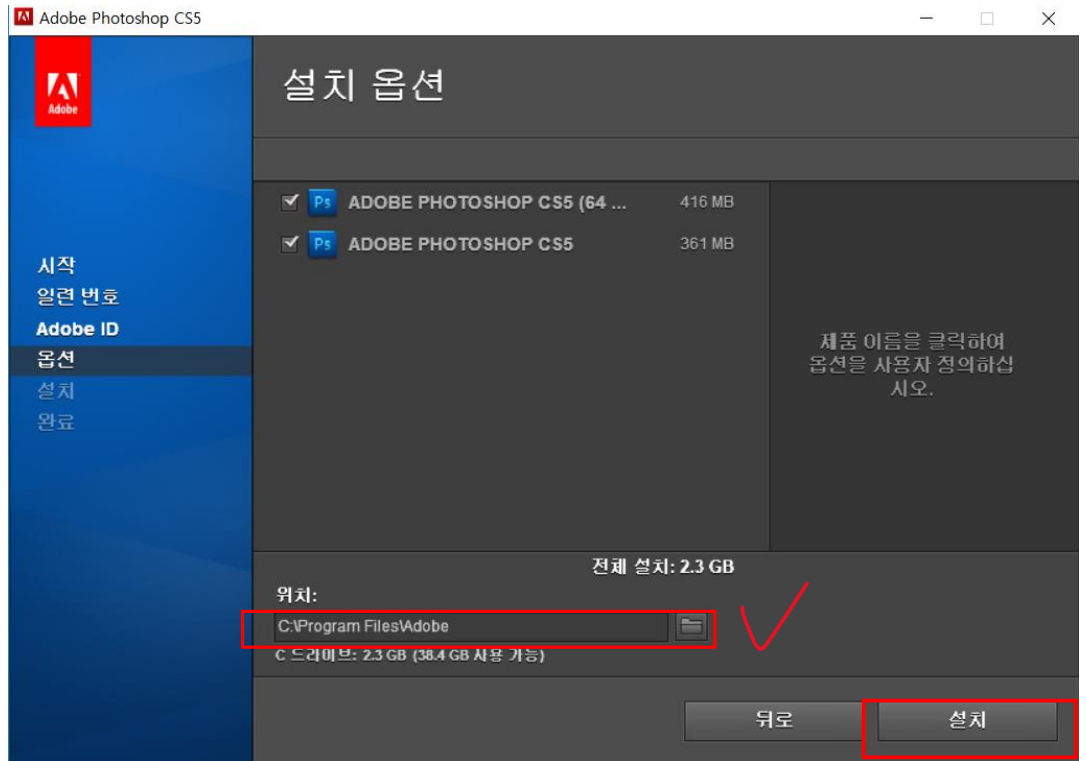 Adobe Photoshop CS5
Adobe
설치 옵션
ADOBE PHOTOSHOP CS5 (64 ... 416 MB
ADOBE PHOTOSHOP CS5 361 MB
시작
일련 번호
Adobe ID
옵션
설치
완료
제품 이름을 클릭하여
옵션을 사용자 정의하십
시오.
전체 설치: 2.3 GB
위치:
C:\Program Files\Adobe
C 드라이브: 2.3 GB (38.4 GB 사용 가능)
뒤로
설치